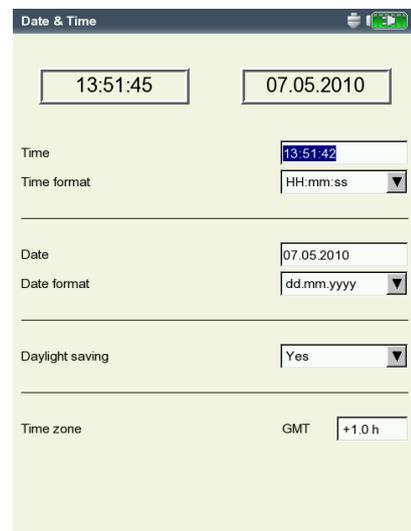 Date & Time
13:51:45 07.05.2010
Time 13:51:42
Time format HH:mm:ss
Date 07.05.2010
Date format dd.mm.yyyy
Daylight saving Yes
Time zone GMT +1.0 h